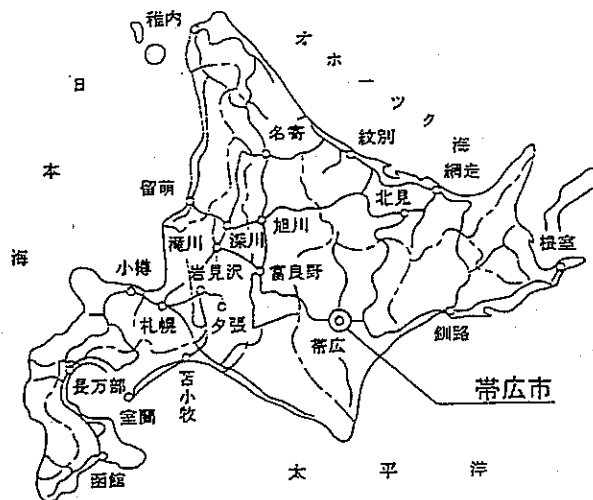 稚内
オホーツク海
日本海
名寄
紋別
網走
北見
留萌
滝川
深川
旭川
根室
小樽
岩見沢
富良野
札幌
夕張
帯広
釧路
長万部
苫小牧
室蘭
帯広市
函館
太平洋